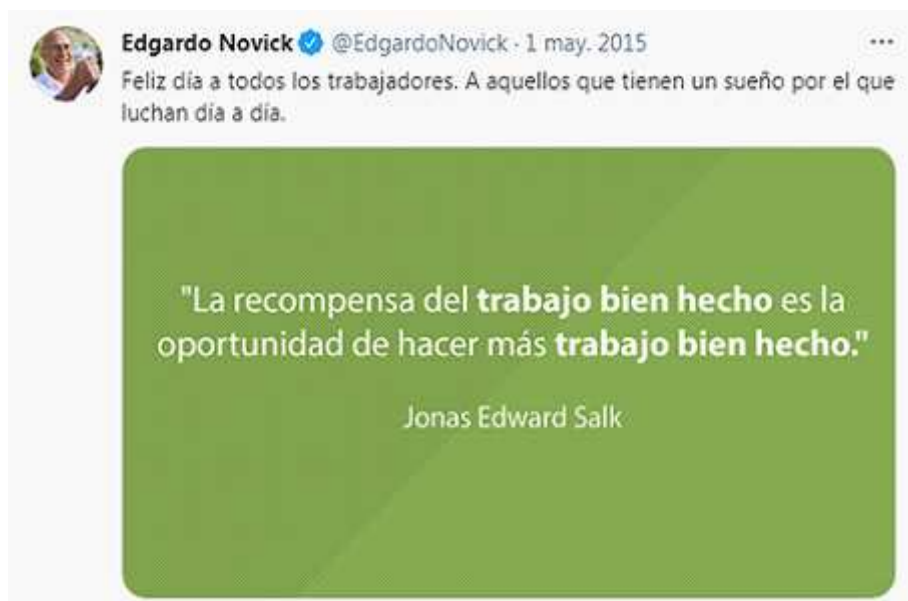 Edgardo Novick @EdgardoNovick · 1 may. 2015
Feliz día a todos los trabajadores. A aquellos que tienen un sueño por el que
luchan día a día.
"La recompensa del trabajo bien hecho es la
oportunidad de hacer más trabajo bien hecho."
Jonas Edward Salk